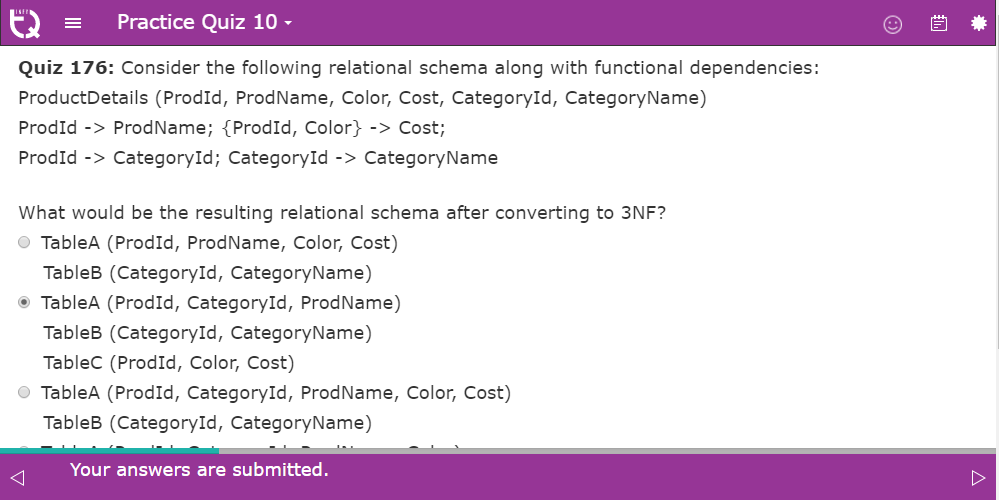 INFY
TQ
Practice Quiz 10
Quiz 176: Consider the following relational schema along with functional dependencies:
ProductDetails (ProdId, ProdName, Color, Cost, CategoryId, CategoryName)
ProdId -> ProdName; {ProdId, Color} -> Cost;
ProdId -> CategoryId; CategoryId -> CategoryName
What would be the resulting relational schema after converting to 3NF?
TableA (ProdId, ProdName, Color, Cost)
TableB (CategoryId, CategoryName)
TableA (ProdId, CategoryId, ProdName)
TableB (CategoryId, CategoryName)
TableC (ProdId, Color, Cost)
TableA (ProdId, CategoryId, ProdName, Color, Cost)
TableB (CategoryId, CategoryName)
Your answers are submitted.